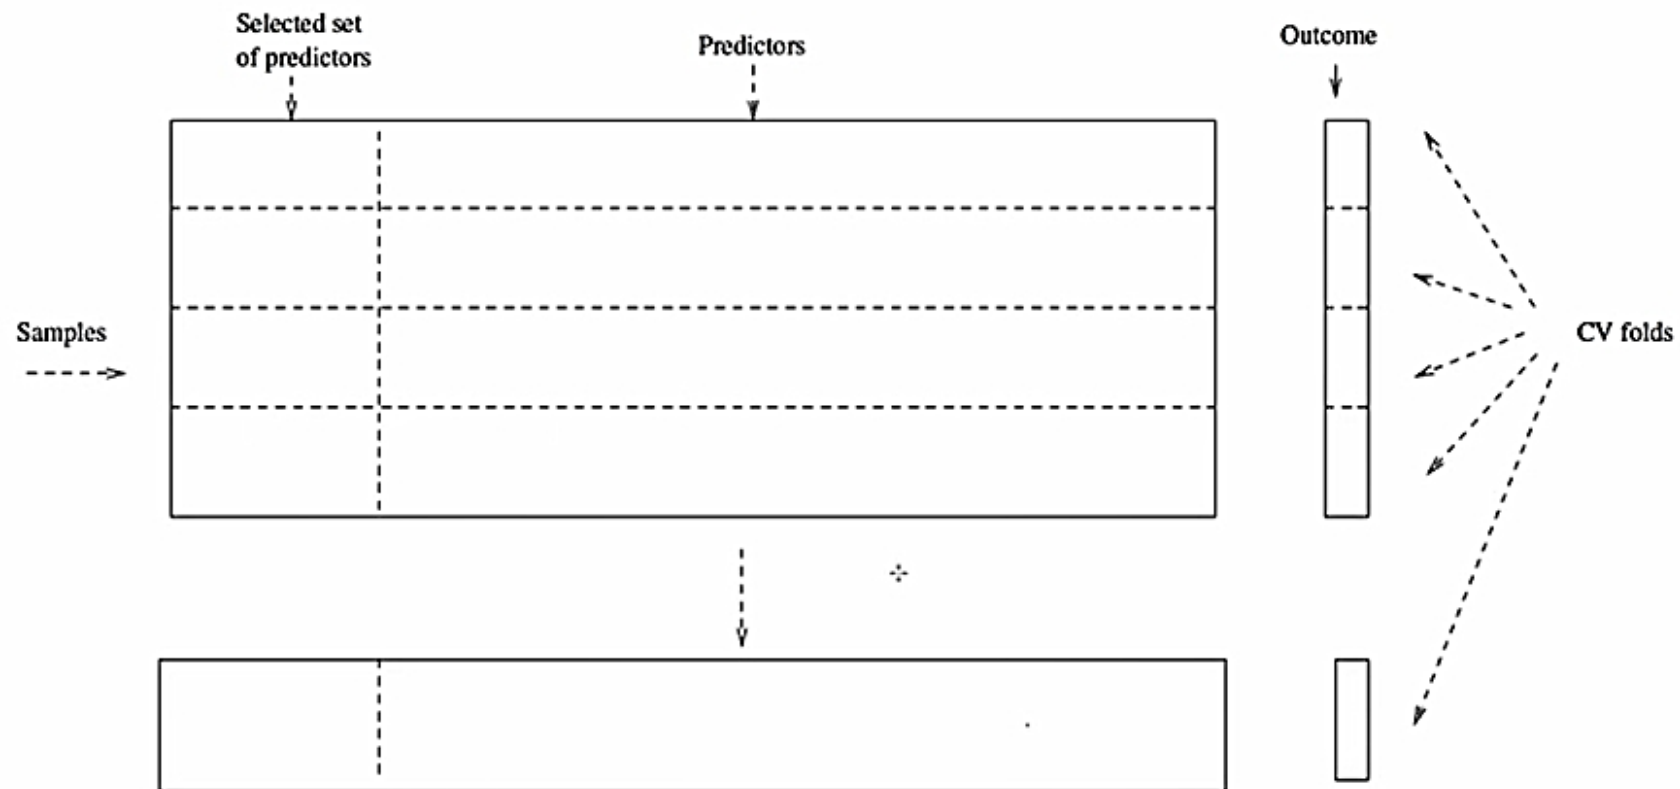 Selected set
of predictors
Predictors
Outcome
Samples
CV folds